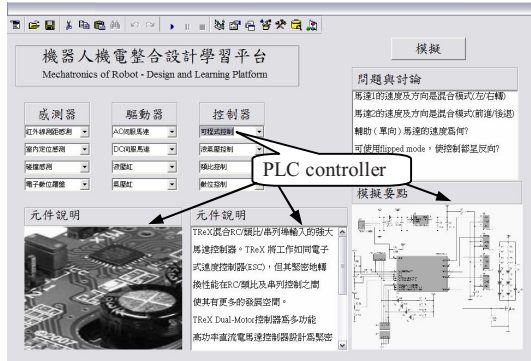 機器人機電整合設計學習平台
Mechatronics of Robot - Design and Learning Platform
模擬
感測器
驅動器
控制器
紅外線測距感測
AC伺服馬達
可程式控制
室內定位感測
DC伺服馬達
液氣壓控制
碰撞感測
液壓缸
類比控制
電子數位羅盤
氣壓缸
數位控制
問題與討論
馬達1的速度及方向是混合模式(左/右轉)
馬達2的速度及方向是混合模式(前進/後退)
輔助(單向)馬達的速度為何?
可使用flipped mode,使控制都呈反向?
PLC controller
模擬要點
元件說明
元件說明
TReX混合RC/類比/串列埠輸入的強大
馬達控制器。TReX 將工作如同電子
式速度控制器(ESC),但其緊密地轉
換性能在RC/類比及串列控制之間
使其有更多的發展空間。
TReX Dual-Motor控制器為多功能
高功率直流電馬達控制器設計為緊密